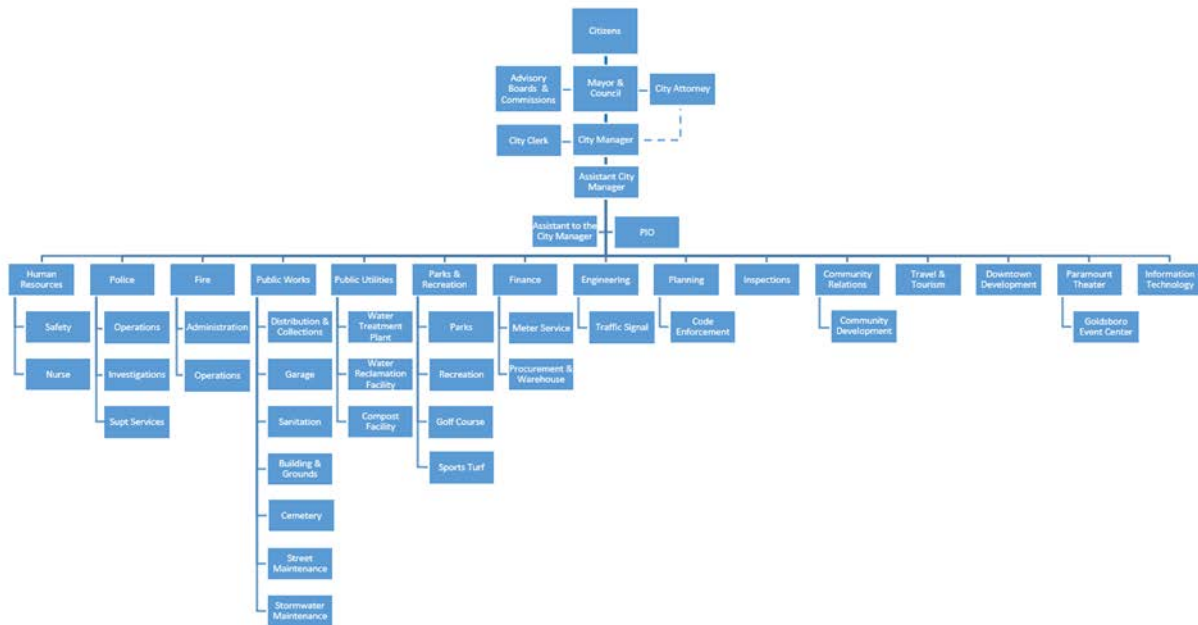 Citizens
Advisory
Boards &
Commissions
Mayor &
Council
City Attorney
City Clerk
City Manager
Assistant City
Manager
Assistant to the
City Manager
PIO
Human
Resources
Police
Fire
Public Works
Public Utilities
Parks &
Recreation
Finance
Engineering
Planning
Inspections
Community
Relations
Travel &
Tourism
Downtown
Development
Paramount
Theater
Information
Technology
Safety
Operations
Administration
Distribution &
Collections
Water
Treatment
Plant
Parks
Meter Service
Traffic Signal
Code
Enforcement
Community
Development
Goldsboro
Event Center
Nurse
Investigations
Operations
Garage
Water
Reclamation
Facility
Recreation
Procurement &
Warehouse
Supt Services
Sanitation
Compost
Facility
Golf Course
Building &
Grounds
Sports Turf
Cemetery
Street
Maintenance
Stormwater
Maintenance